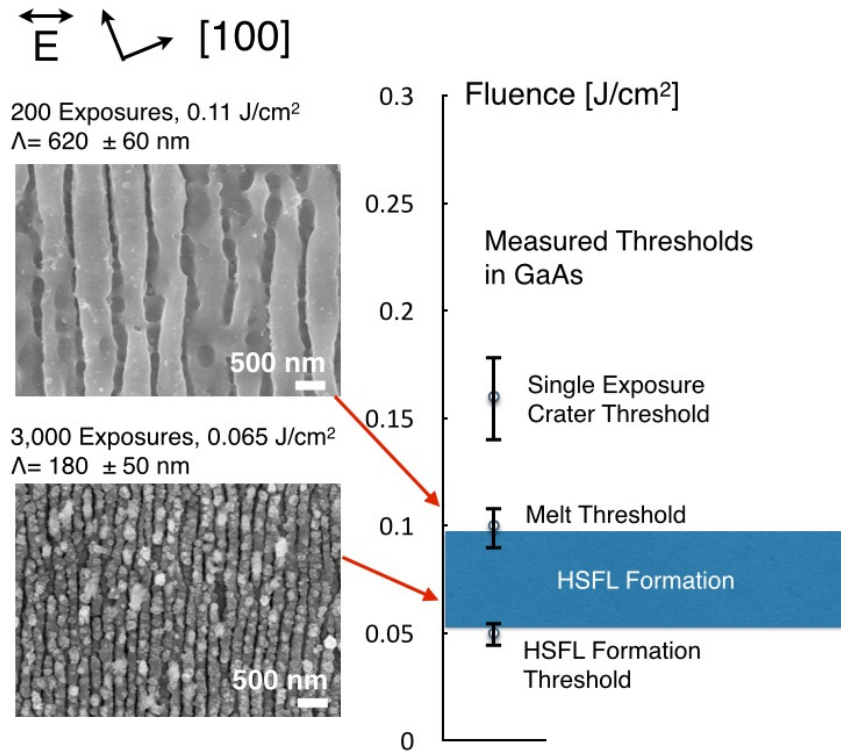 E
[100]
200 Exposures, 0.11 J/cm²
Λ= 620 ± 60 nm
500 nm
3,000 Exposures, 0.065 J/cm²
Λ= 180 ± 50 nm
500 nm
Fluence [J/cm²]
0.3
0.25
0.2
0.15
0.1
0.05
0
Measured Thresholds
in GaAs
Single Exposure
Crater Threshold
Melt Threshold
HSFL Formation
HSFL Formation
Threshold